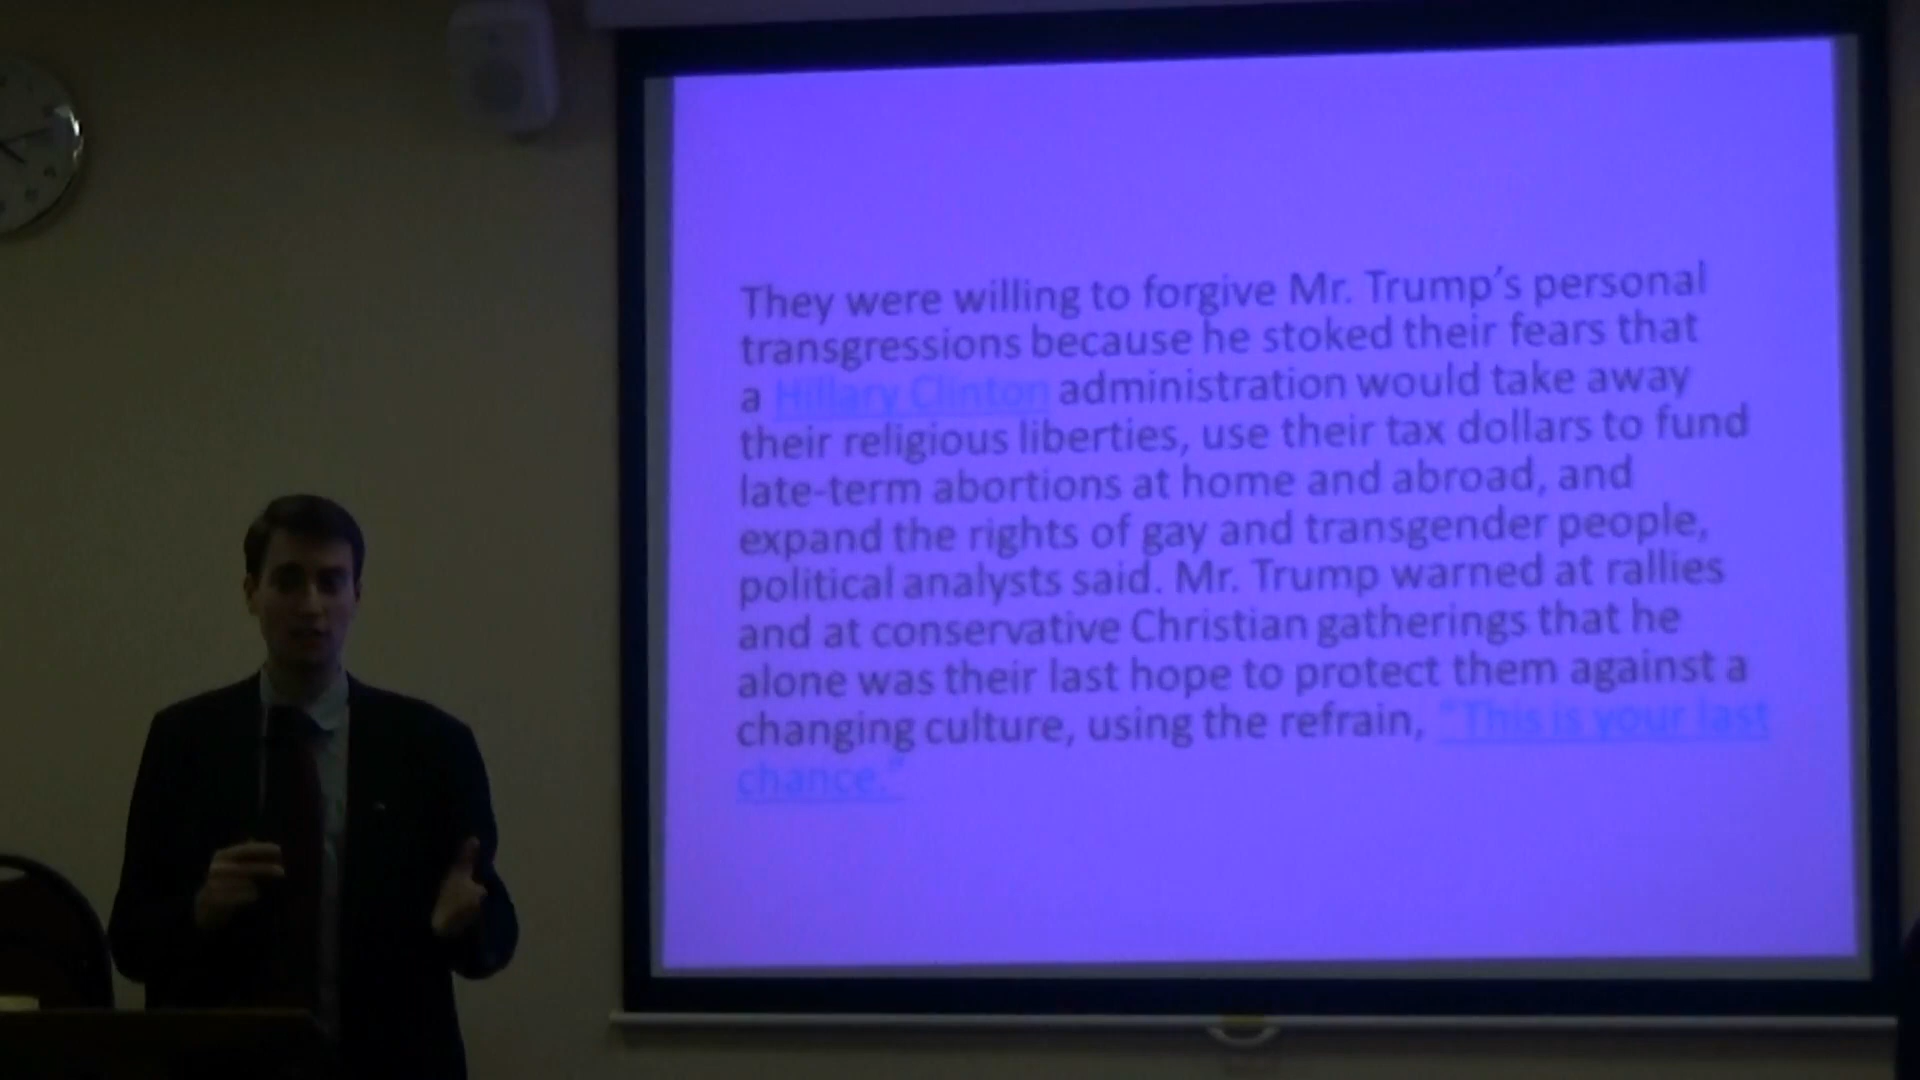 They were willing to forgive Mr. Trump's personal
transgressions because he stoked their fears that
a Hillary Clinton administration would take away
their religious liberties, use their tax dollars to fund
late-term abortions at home and abroad, and
expand the rights of gay and transgender people,
political analysts said. Mr. Trump warned at rallies
and at conservative Christian gatherings that he
alone was their last hope to protect them against a
changing culture, using the refrain, "This is your last
chance."